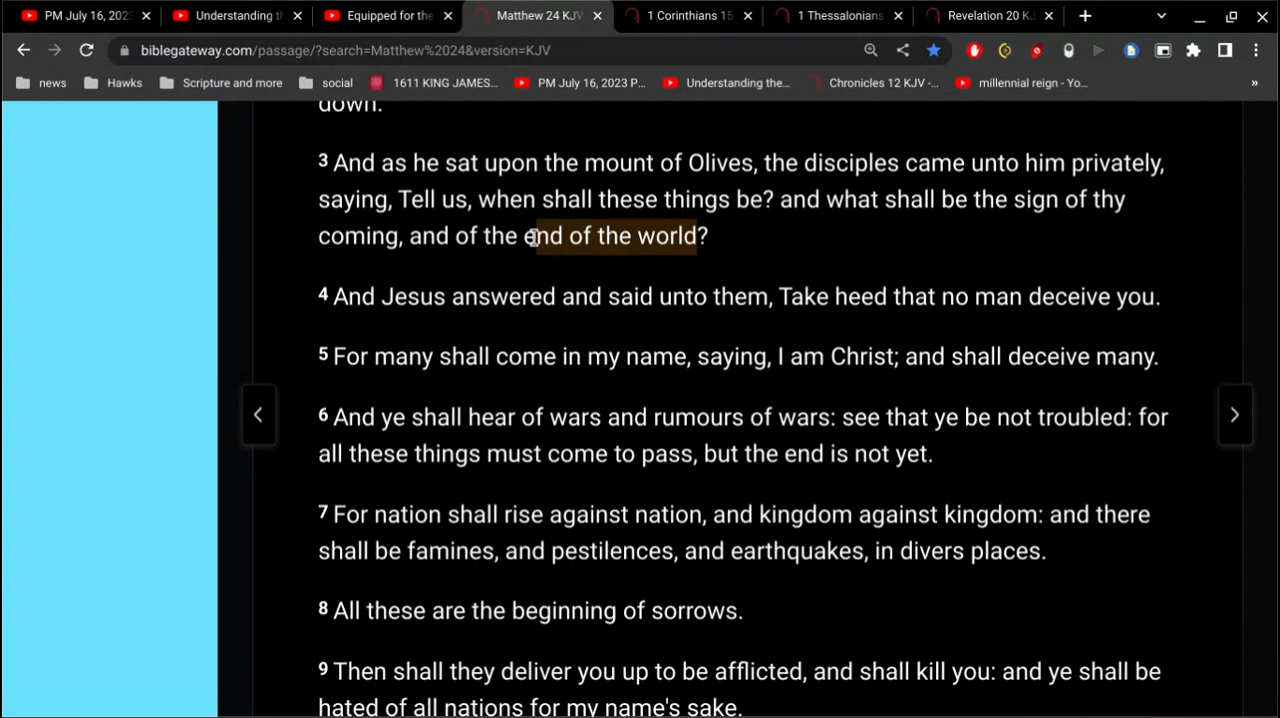 PM July 16, 2023
Understanding the
Equipped for the
Matthew 24 KJV
1 Corinthians 15
1 Thessalonians
Revelation 20 KJ
biblegateway.com/passage/?search=Matthew%2024&version=KJV
news
Hawks
Scripture and more
social
1611 KING JAMES...
PM July 16, 2023 P...
Understanding the...
Chronicles 12 KJV -...
millennial reign - Yo...
»
down.
3 And as he sat upon the mount of Olives, the disciples came unto him privately,
saying, Tell us, when shall these things be? and what shall be the sign of thy
coming, and of the end of the world?
4 And Jesus answered and said unto them, Take heed that no man deceive you.
5 For many shall come in my name, saying, I am Christ; and shall deceive many.
6 And ye shall hear of wars and rumours of wars: see that ye be not troubled: for
all these things must come to pass, but the end is not yet.
7 For nation shall rise against nation, and kingdom against kingdom: and there
shall be famines, and pestilences, and earthquakes, in divers places.
8 All these are the beginning of sorrows.
9 Then shall they deliver you up to be afflicted, and shall kill you: and ye shall be
hated of all nations for my name's sake.